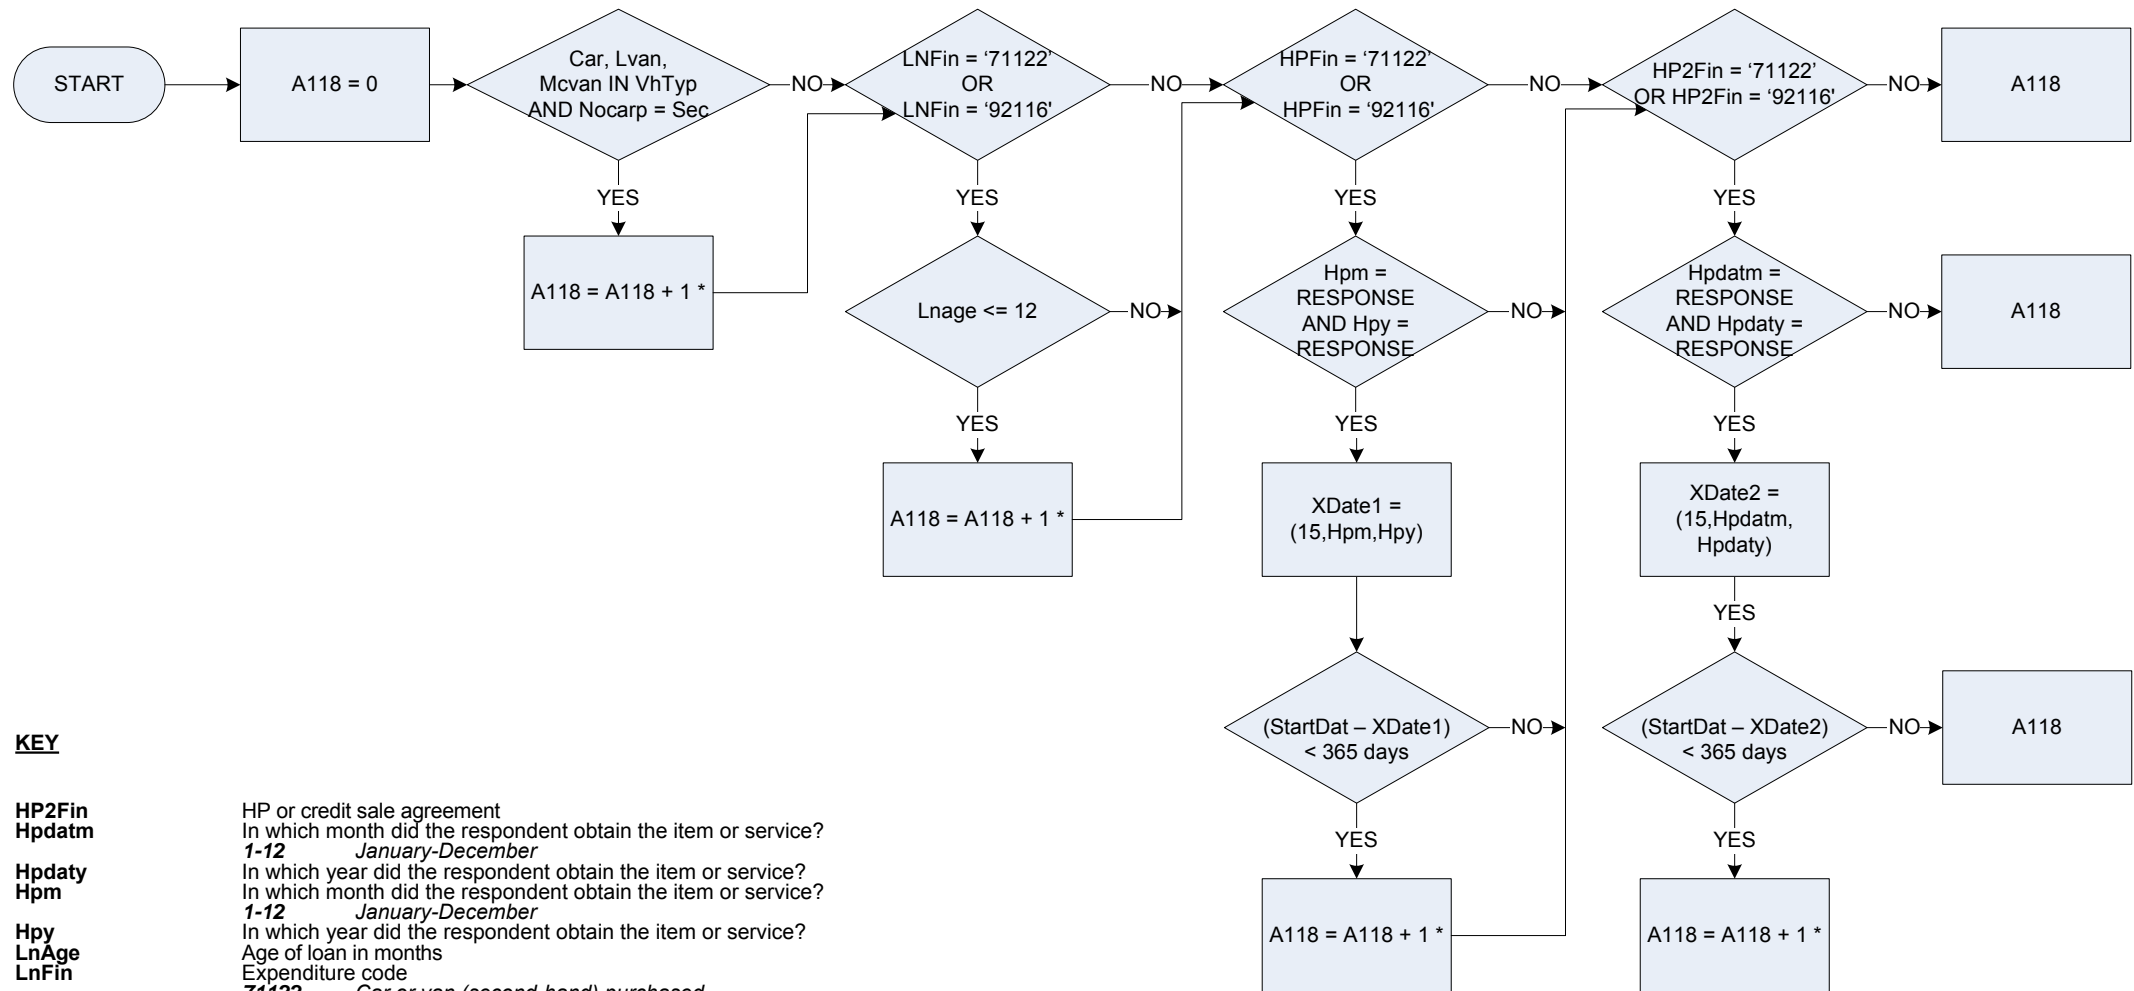 START
A118 = 0
Car, Lvan,
Mcvan IN VhTyp
AND Nocarp = Sec
NO
LNFin = ‘71122’
OR
LNFin = ‘92116'
NO
HPFin = ‘71122’
OR
HPFin = ‘92116'
NO
HP2Fin = ‘71122’
OR HP2Fin = ‘92116'
NO
A118
YES
YES
YES
YES
A118 = A118 + 1 *
Lnage <= 12
NO
Hpm =
RESPONSE
AND Hpy =
RESPONSE
NO
Hpdatm =
RESPONSE
AND Hpdaty =
RESPONSE
NO
A118
YES
YES
YES
A118 = A118 + 1 *
XDate1 =
(15,Hpm,Hpy)
XDate2 =
(15,Hpdatm,
Hpdaty)
YES
(StartDat – XDate1)
< 365 days
NO
(StartDat – XDate2)
< 365 days
NO
A118
YES
YES
A118 = A118 + 1 *
A118 = A118 + 1 *
KEY
HP2Fin HP or credit sale agreement
Hpdatm In which month did the respondent obtain the item or service?
1-12 January-December
Hpdaty In which year did the respondent obtain the item or service?
Hpm In which month did the respondent obtain the item or service?
1-12 January-December
Hpy In which year did the respondent obtain the item or service?
LnAge Age of loan in months
LnFin Expenditure code
71122 Car or van (second-hand) purchased